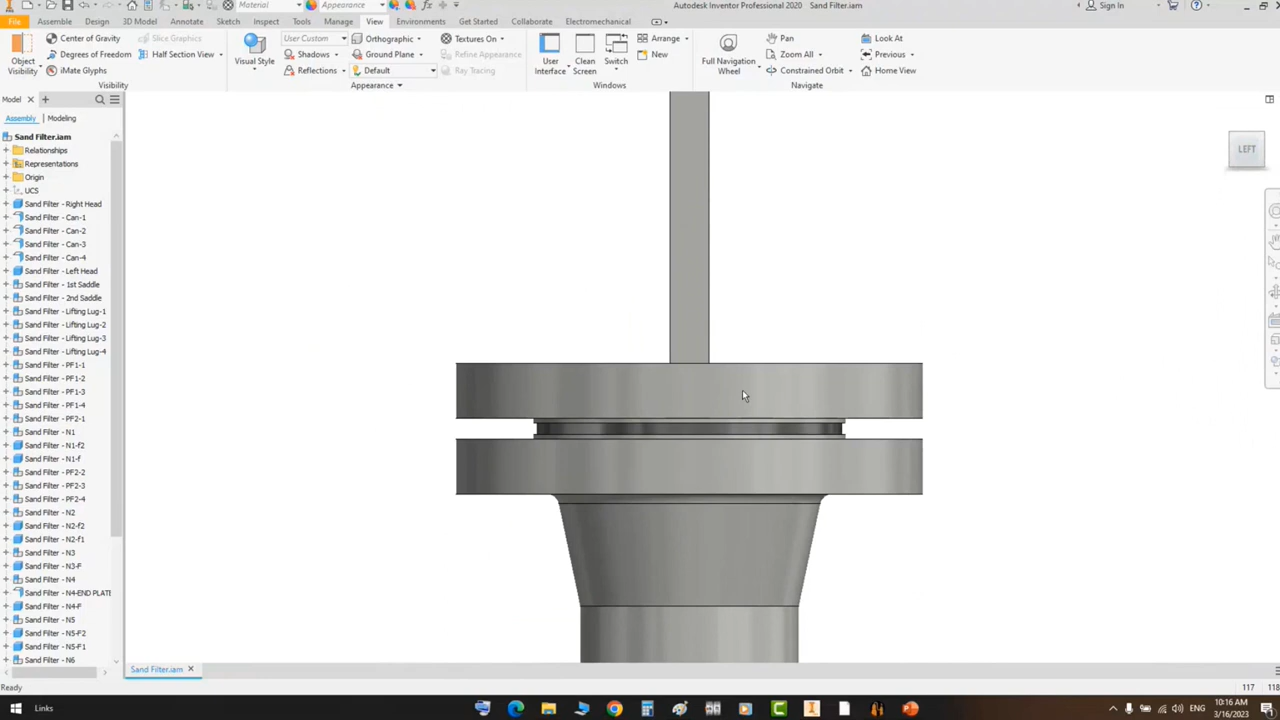 Material
Appearance
Autodesk Inventor Professional 2020 Sand Filter.iam
Sign In
File Assemble Design 3D Model Sketch Inspect Tools Manage View Environments Get Started Collaborate Electromechanical
Object Visibility
Center of Gravity
Degrees of Freedom
iMate Glyphs
Slice Graphics
Half Section View
Visibility
Visual Style
User Custom
Shadows
Reflections
Orthographic
Ground Plane
Default
Textures On
Refine Appearance
Ray Tracing
Appearance
User Interface
Clean Screen
Switch
Arrange
New
Windows
Full Navigation Wheel
Pan
Zoom All
Constrained Orbit
Look At
Previous
Home View
Navigate
Model
Assembly Modeling
Sand Filter.iam
Relationships
Representations
Origin
UCS
Sand Filter - Right Head
Sand Filter - Can-1
Sand Filter - Can-2
Sand Filter - Can-3
Sand Filter - Can-4
Sand Filter - Left Head
Sand Filter - 1st Saddle
Sand Filter - 2nd Saddle
Sand Filter - Lifting Lug-1
Sand Filter - Lifting Lug-2
Sand Filter - Lifting Lug-3
Sand Filter - Lifting Lug-4
Sand Filter - PF1-1
Sand Filter - PF1-2
Sand Filter - PF1-3
Sand Filter - PF1-4
Sand Filter - PF2-1
Sand Filter - N1
Sand Filter - N1-f2
Sand Filter - N1-f
Sand Filter - PF2-2
Sand Filter - PF2-3
Sand Filter - PF2-4
Sand Filter - N2
Sand Filter - N2-f2
Sand Filter - N2-f1
Sand Filter - N3
Sand Filter - N3-F
Sand Filter - N4
Sand Filter - N4-END PLATE
Sand Filter - N4-F
Sand Filter - N5
Sand Filter - N5-F2
Sand Filter - N5-F1
Sand Filter - N6
LEFT
Sand Filter.iam
Ready
117 118
Links
10:16 AM
3/16/2023